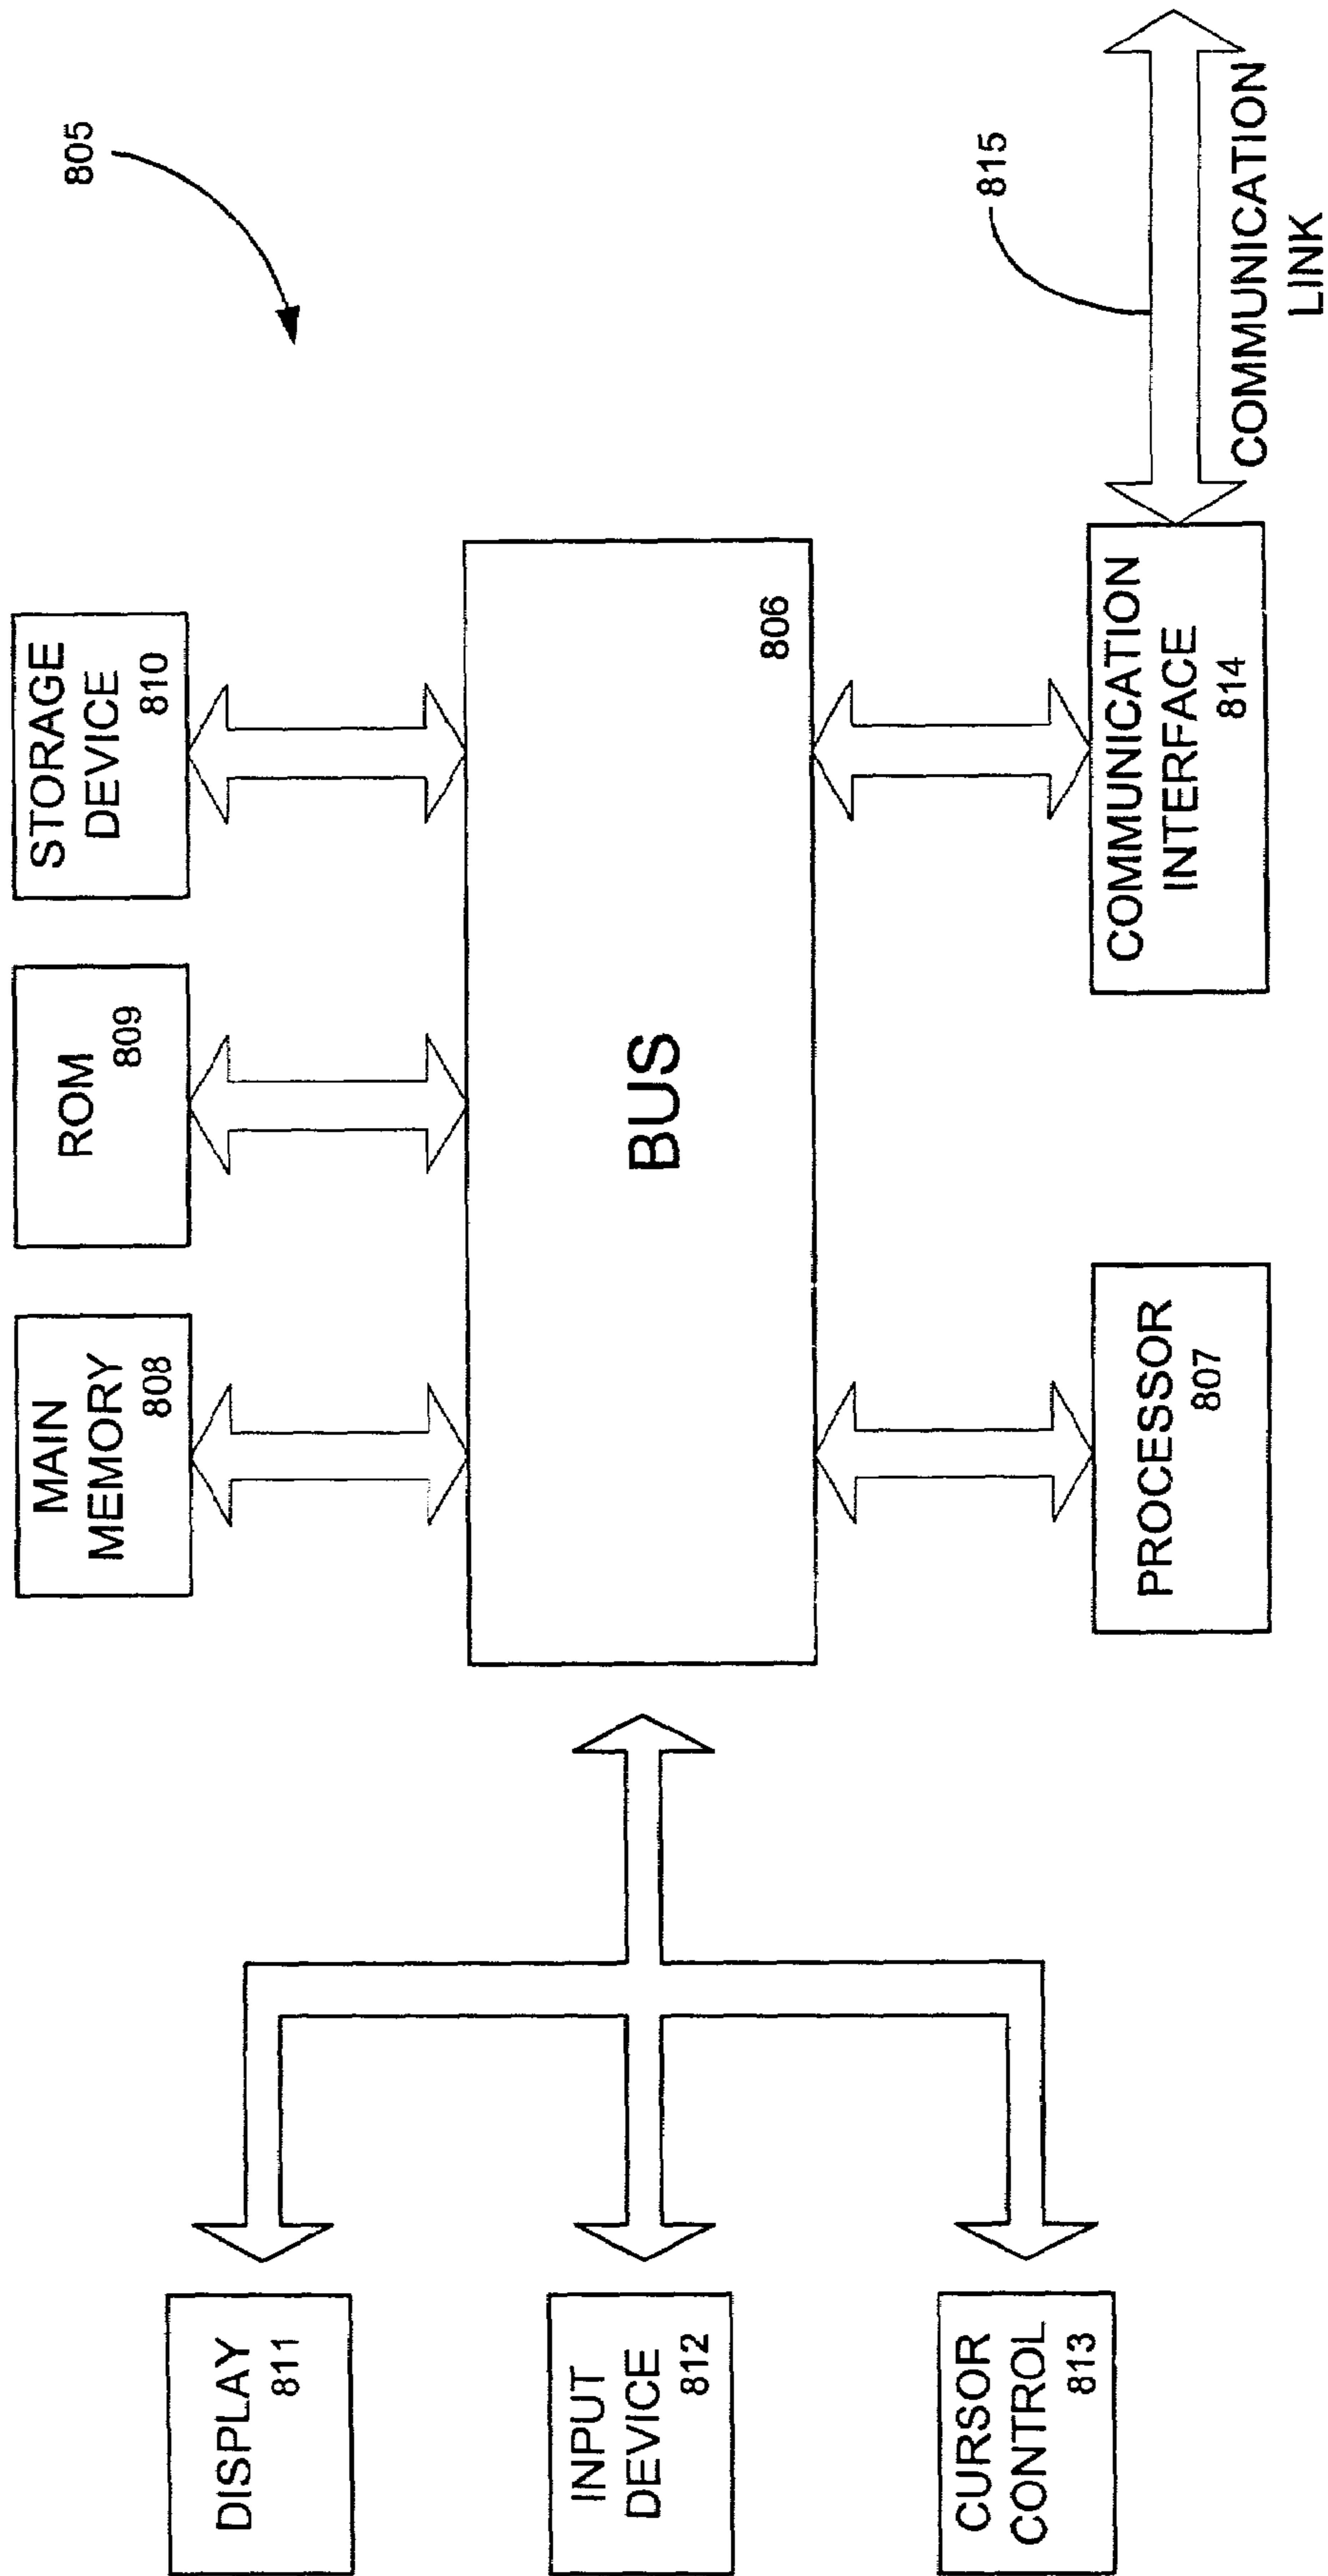 805
MAIN
MEMORY
808
ROM
809
STORAGE
DEVICE
810
DISPLAY
811
INPUT
DEVICE
812
CURSOR
CONTROL
813
BUS
806
PROCESSOR
807
COMMUNICATION
INTERFACE
814
815
COMMUNICATION
LINK